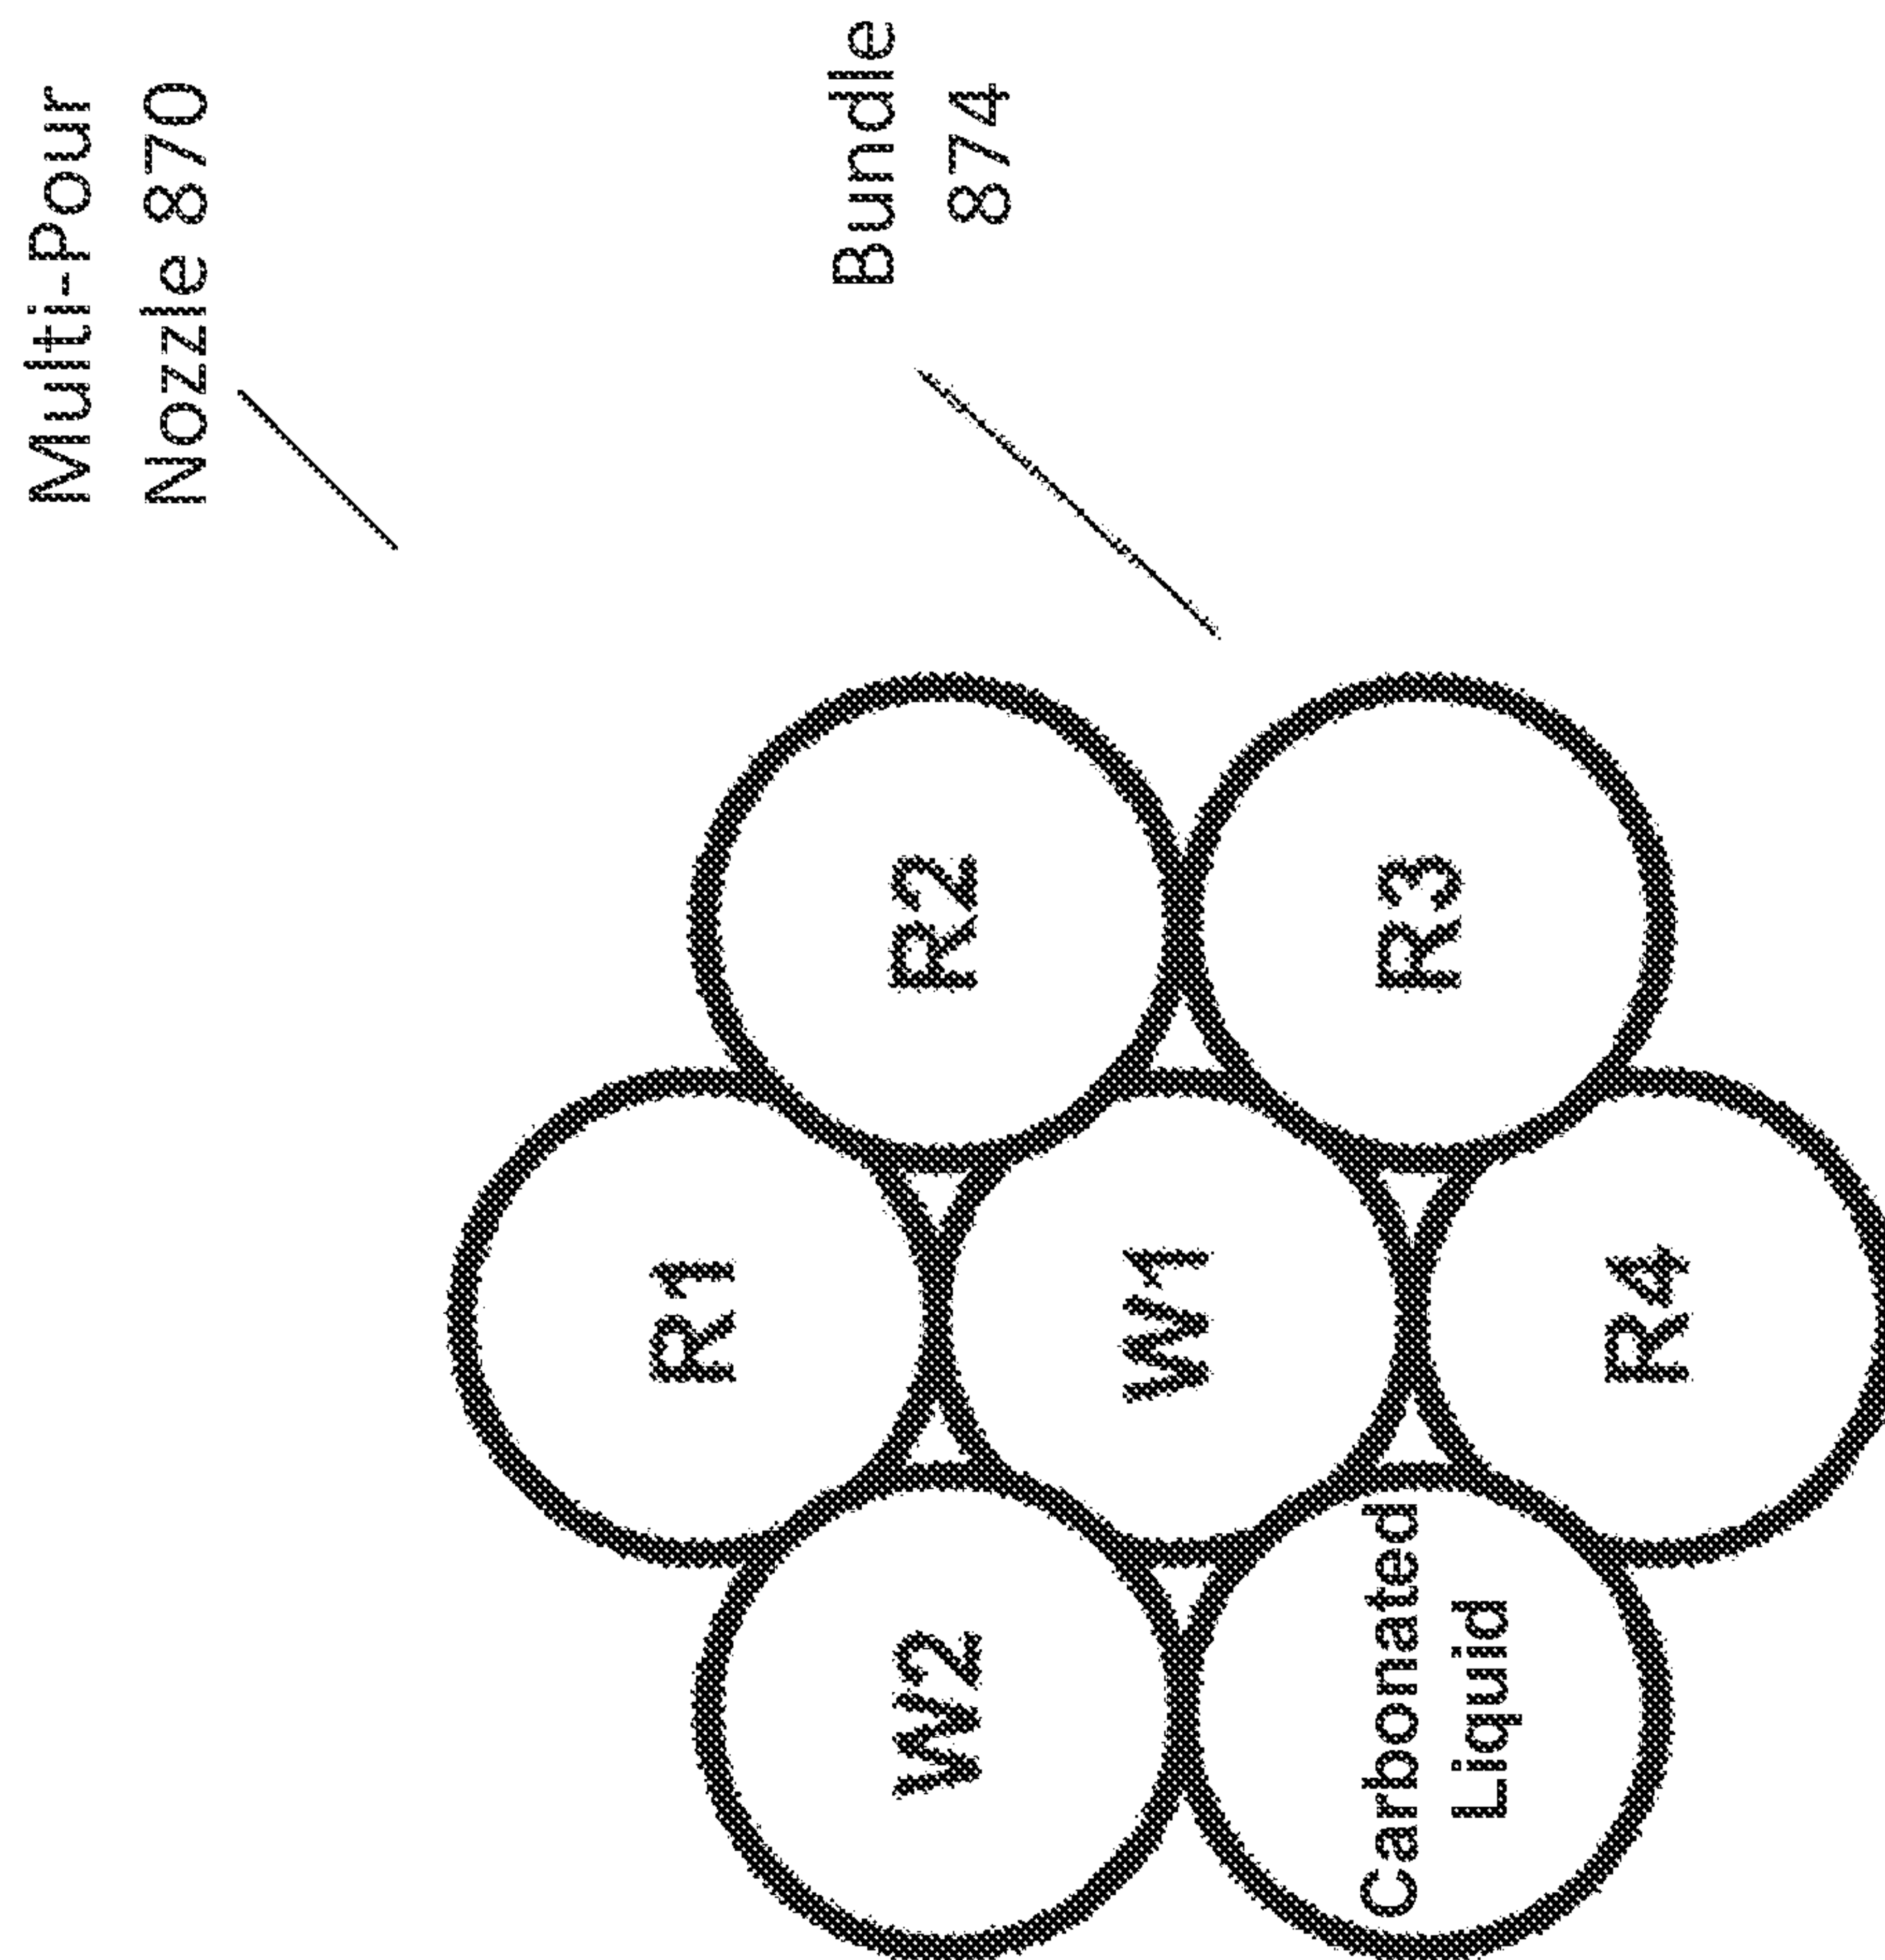 Multi-Pour
Nozzle 870
Bundle
874
R1
R2
W2
W1
R3
Carbonated
Liquid
R4